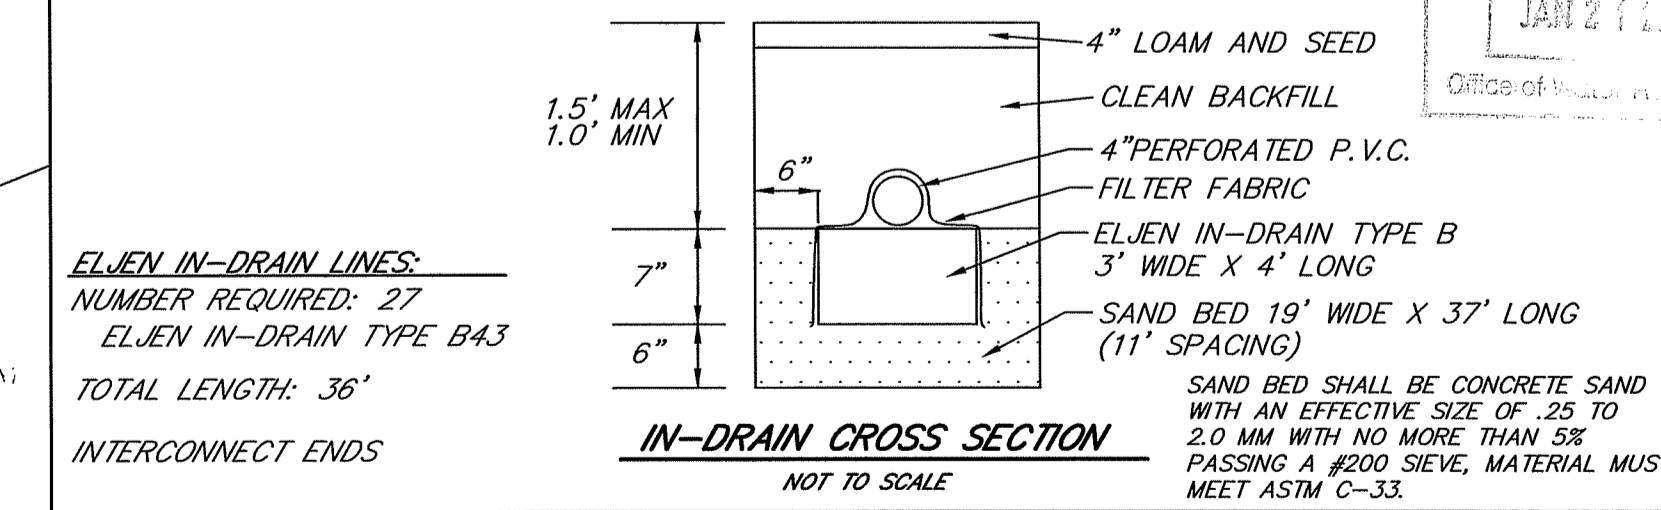 ELJEN IN-DRAIN LINES:
NUMBER REQUIRED: 27
ELJEN IN-DRAIN TYPE B43
TOTAL LENGTH: 36'
INTERCONNECT ENDS
1.5' MAX
1.0' MIN
6"
7"
6"
4" LOAM AND SEED
CLEAN BACKFILL
4"PERFORATED P.V.C.
FILTER FABRIC
ELJEN IN-DRAIN TYPE B
3' WIDE X 4' LONG
SAND BED 19' WIDE X 37' LONG
(11' SPACING)
IN-DRAIN CROSS SECTION
NOT TO SCALE
SAND BED SHALL BE CONCRETE SAND
WITH AN EFFECTIVE SIZE OF .25 TO
2.0 MM WITH NO MORE THAN 5%
PASSING A #200 SIEVE, MATERIAL MUS
MEET ASTM C-33.
JAN 2
Office of